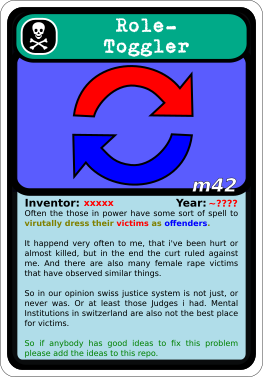 Role-
Toggler
m42
Inventor: xxxxx Year: ~????
Often the those in power have some sort of spell to
virutally dress their victims as offenders.
It happend very often to me, that i've been hurt or
almost killed, but in the end the curt ruled against
me. And there are also many female rape victims
that have observed similar things.
So in our opinion swiss justice system is not just, or
never was. Or at least those Judges i had. Mental
Institutions in switzerland are also not the best place
for victims.
So if anybody has good ideas to fix this problem
please add the ideas to this repo.